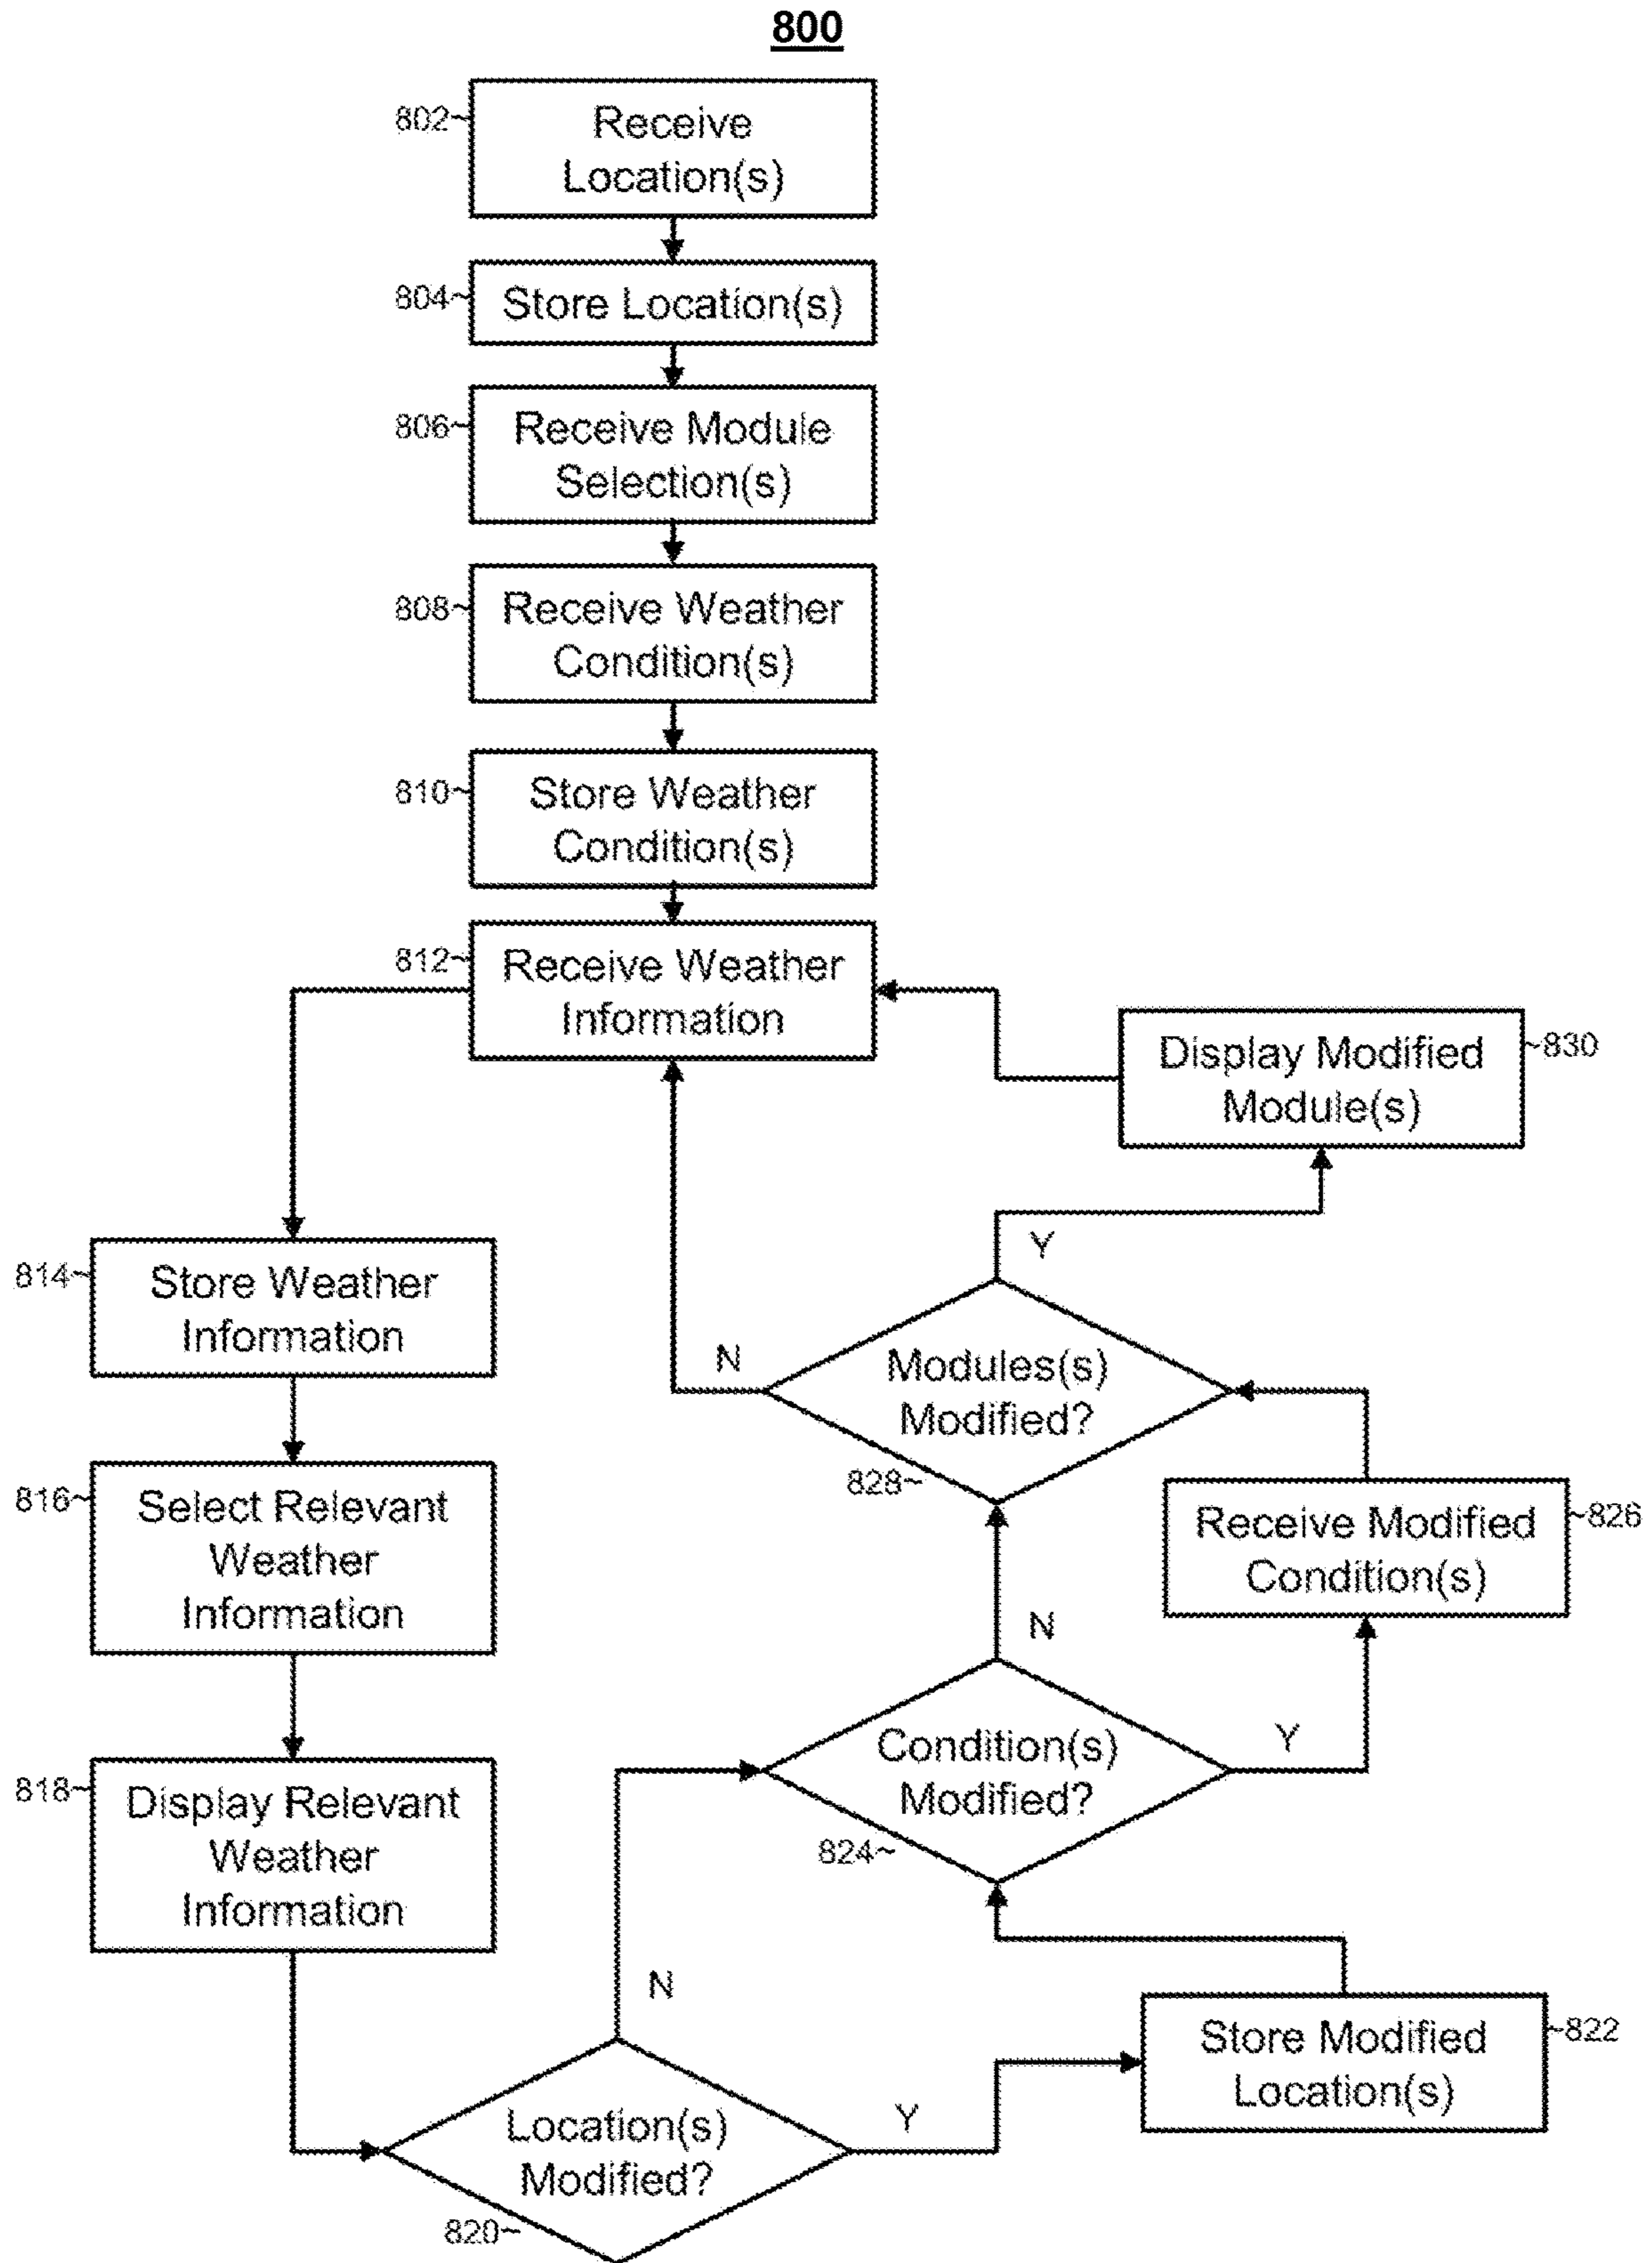 800
802~
Receive
Location(s)
804~
Store Location(s)
806~
Receive Module
Selection(s)
808~
Receive Weather
Condition(s)
810~
Store Weather
Condition(s)
812~
Receive Weather
Information
Display Modified
Module(s)
~830
814~
Store Weather
Information
Y
N
Modules(s)
Modified?
828~
816~
Select Relevant
Weather
Information
Receive Modified
Condition(s)
~826
N
Y
Condition(s)
Modified?
824~
818~
Display Relevant
Weather
Information
N
Store Modified
Location(s)
~822
Y
Location(s)
Modified?
820~